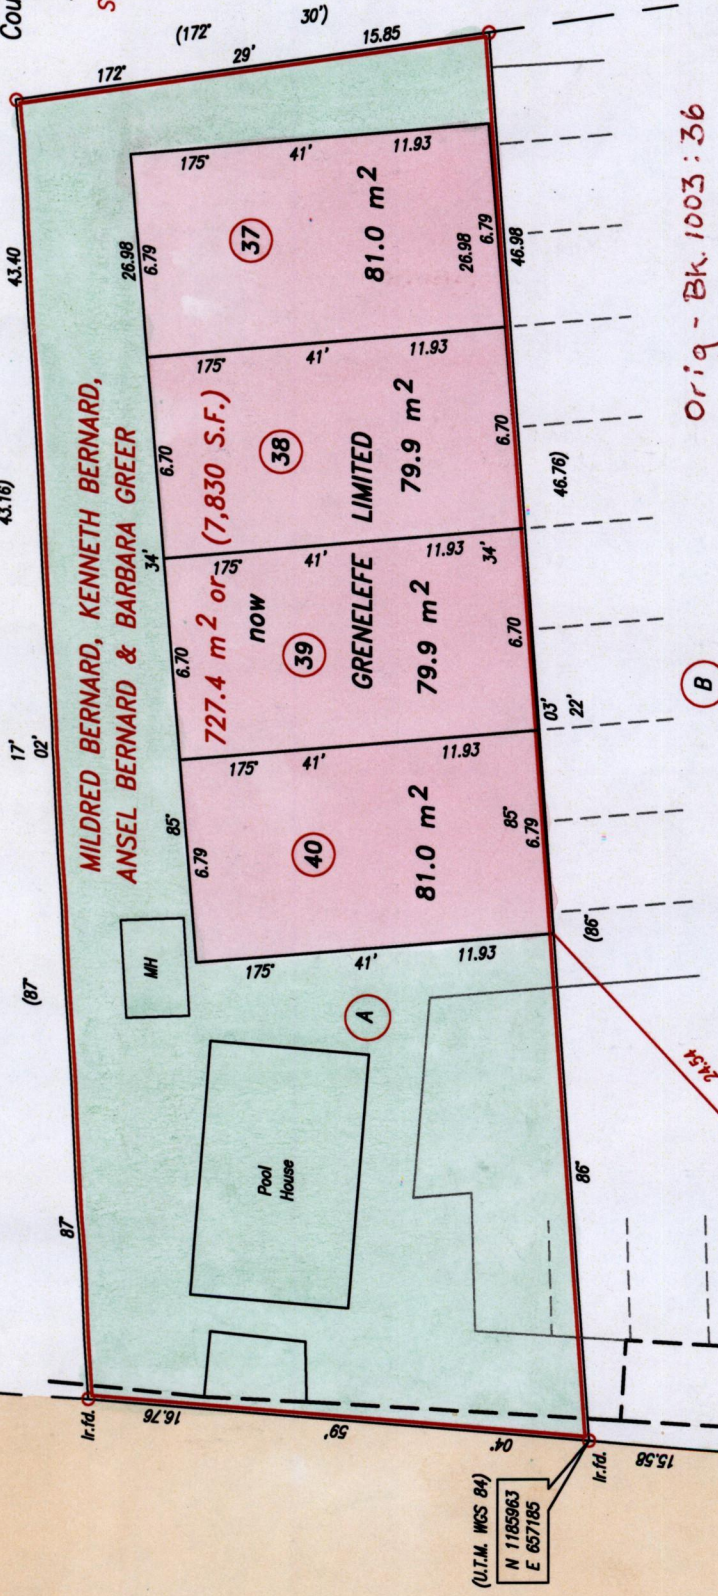 Cou
S
(172° 30')
172° 29' 15.85
43.40
43.16)
17'
02'
(87°
87°
MILDRED BERNARD, KENNETH BERNARD,
ANSEL BERNARD & BARBARA GREER
727.4 m² or (7,830 S.F.)
now
GRENELEFE LIMITED
175° 41' 11.93
37
81.0 m²
26.98
6.79
26.98
6.79
46.98
175° 41' 11.93
38
79.9 m²
6.70
6.70
46.76)
34'
175° 41' 11.93
34'
39
79.9 m²
6.70
6.70
03'
22'
175° 41' 11.93
40
81.0 m²
85°
6.79
85°
6.79
(86°
175° 41' 11.93
MH
A
B
Pool
House
86°
24.54
Ir.fd.
16.76
59'
04'
Ir.fd.
15.58
(U.T.M. WGS 84)
N 1185963
E 657185
Orig - Bk. 1003 : 36